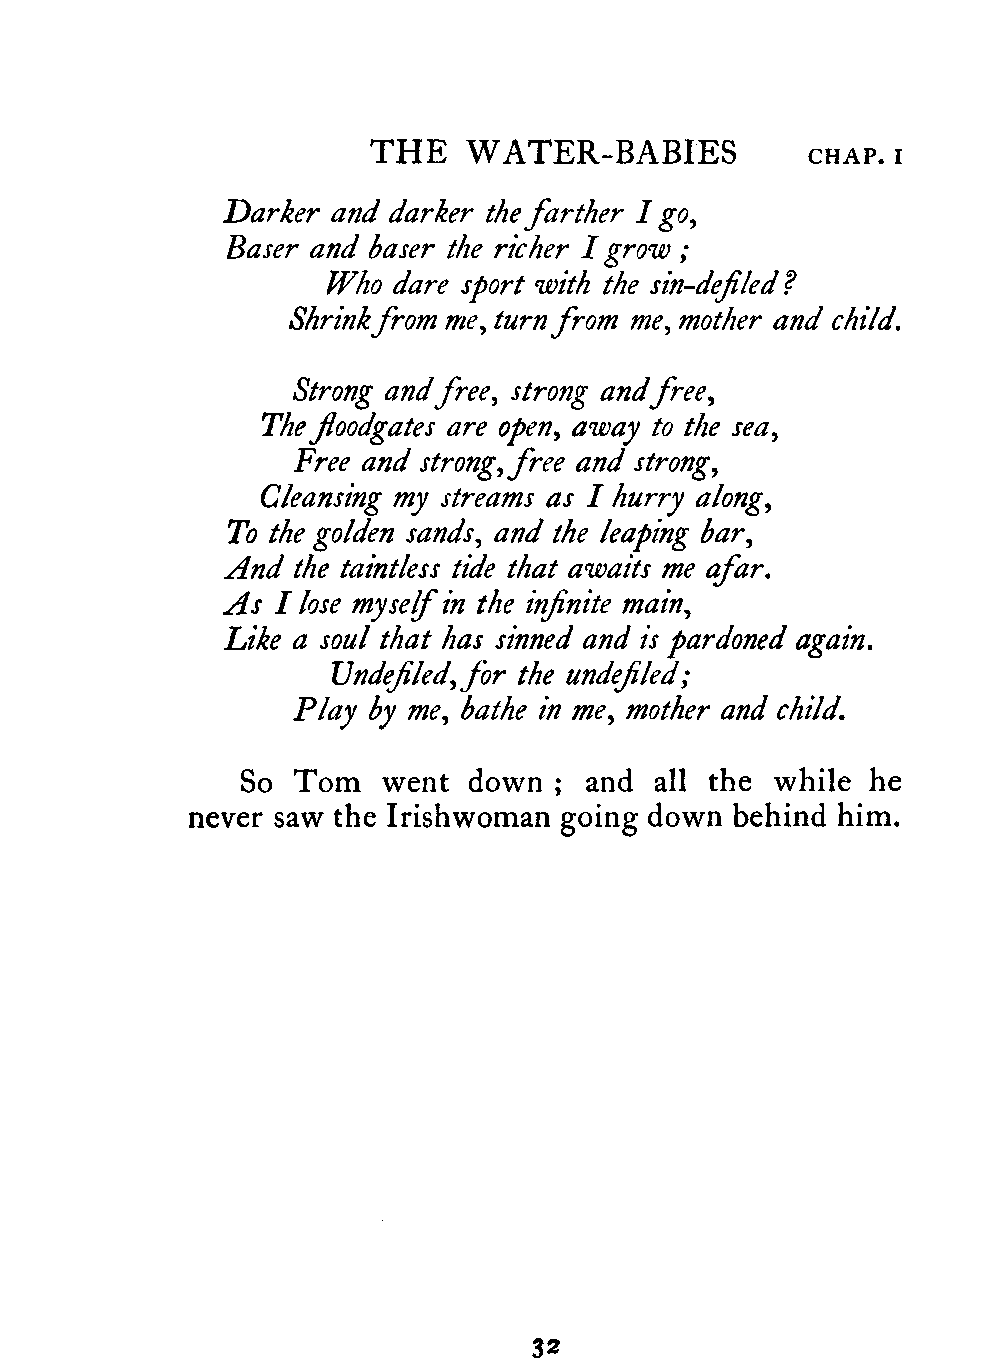 THE WATER-BABIES CHAP. I
Darker and darker the farther I go,
Baser and baser the richer I grow ;
Who dare sport with the sin-defiled ?
Shrink from me, turn from me, mother and child.
Strong and free, strong and free,
The floodgates are open, away to the sea,
Free and strong, free and strong,
Cleansing my streams as I hurry along,
To the golden sands, and the leaping bar,
And the taintless tide that awaits me afar.
As I lose myself in the infinite main,
Like a soul that has sinned and is pardoned again.
Undefiled, for the undefiled ;
Play by me, bathe in me, mother and child.
So Tom went down ; and all the while he
never saw the Irishwoman going down behind him.
32